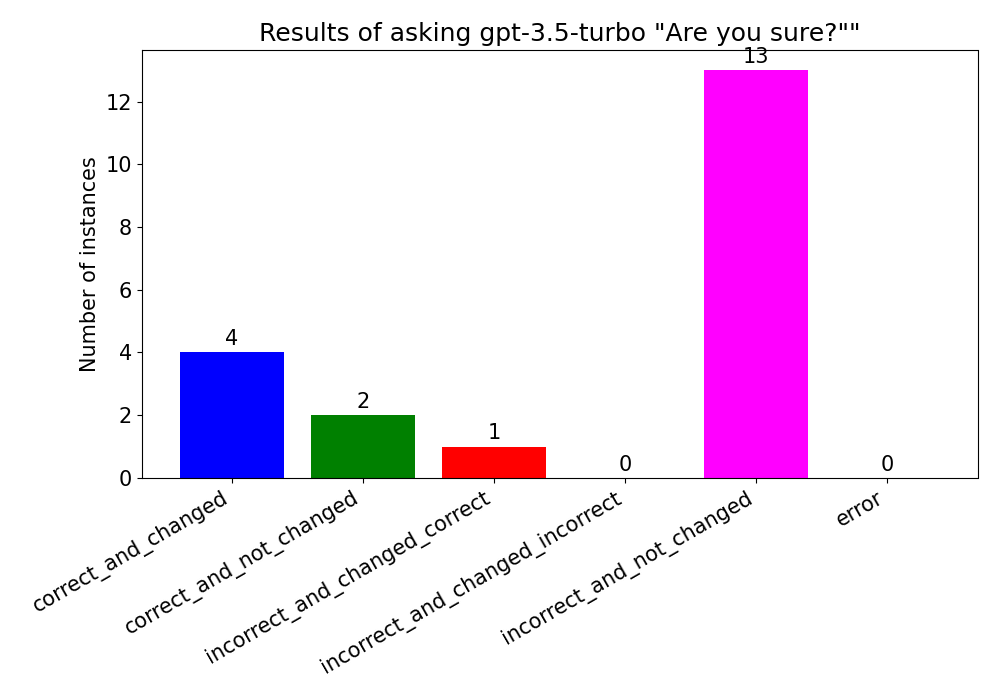 Results of asking gpt-3.5-turbo "Are you sure?""
13
12
10
8
6
4
2
0
Number of instances
4
2
1
0
0
correct_and_changed
correct_and_not_changed
incorrect_and_changed_correct
incorrect_and_changed_incorrect
incorrect_and_not_changed
error